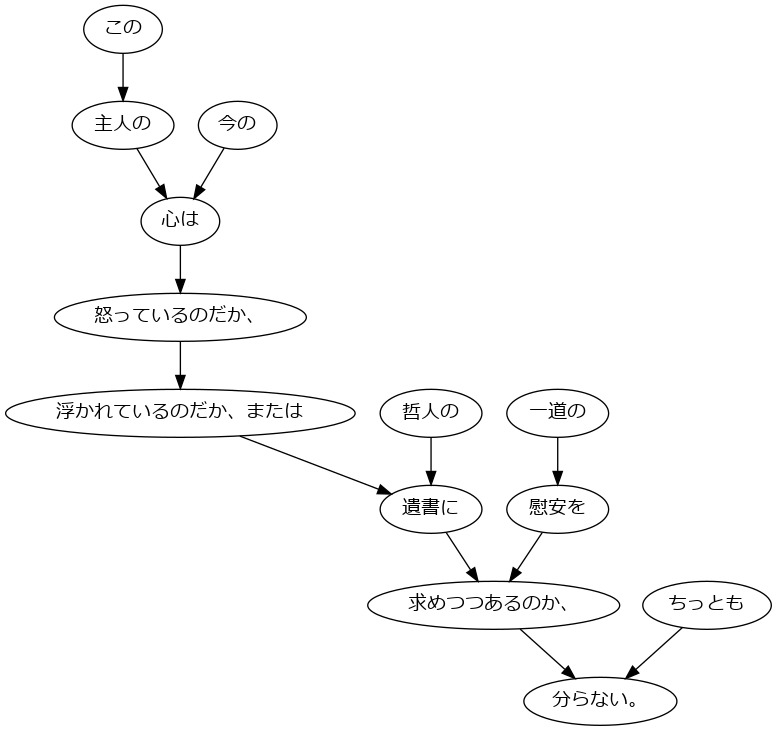 この
主人の
今の
心は
怒っているのだか、
浮かれているのだか、または
哲人の
一道の
遺書に
慰安を
求めつつあるのか、
ちっとも
分らない。